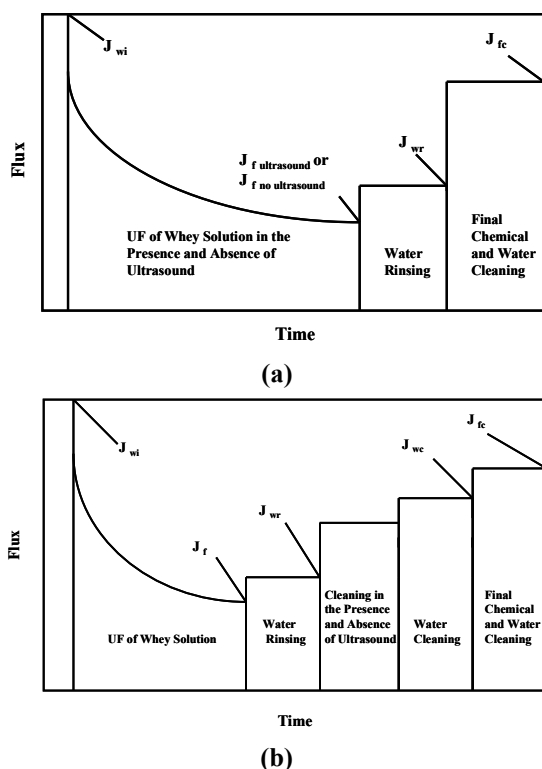 J wi
J fc
J f ultrasound or
J f no ultrasound
J wr
Flux
UF of Whey Solution in the
Presence and Absence of
Ultrasound
Water
Rinsing
Final
Chemical
and Water
Cleaning
Time
(a)
J wi
J fc
J wc
J wr
J f
Flux
UF of Whey Solution
Water
Rinsing
Cleaning in
the Presence
and Absence
of Ultrasound
Water
Cleaning
Final
Chemical
and Water
Cleaning
Time
(b)